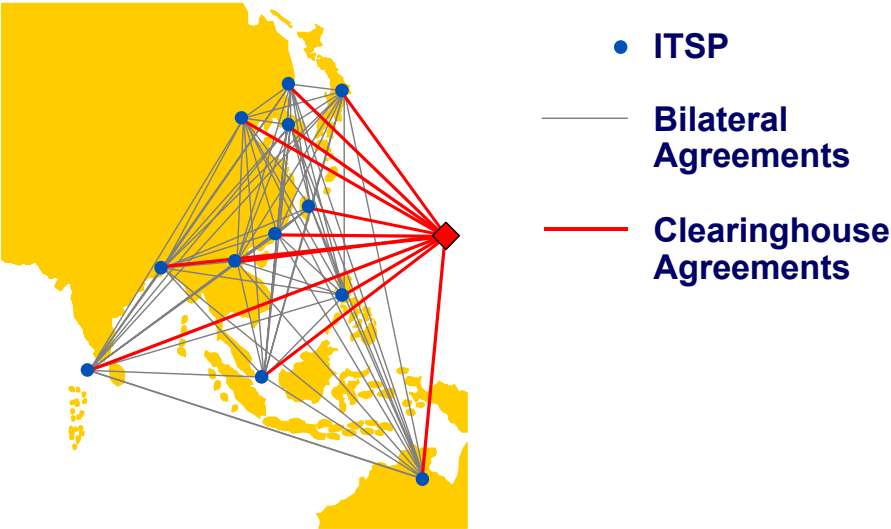 ITSP
Bilateral
Agreements
Clearinghouse
Agreements